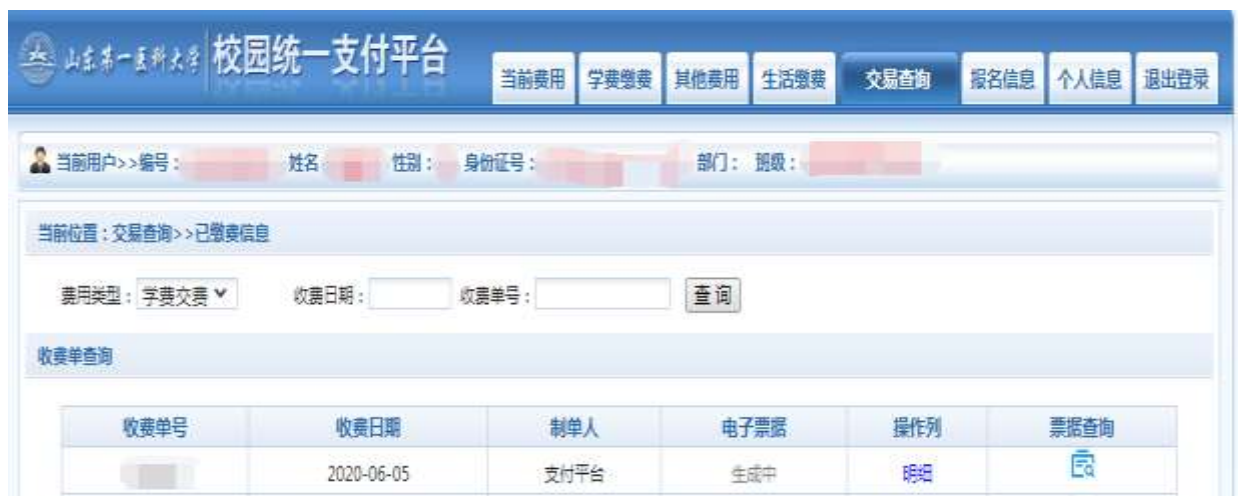 山东第一医科大学 校园统一支付平台
当前费用 学费缴费 其他费用 生活缴费 交易查询 报名信息 个人信息 退出登录
当前用户>>编号： 姓名 性别： 身份证号： 部门： 班级：
当前位置：交易查询>>已缴费信息
费用类型：学费交费 收费日期： 收费单号： 查询
收费单查询
收费单号 收费日期 制单人 电子票据 操作列 票据查询
2020-06-05 支付平台 生成中 明细